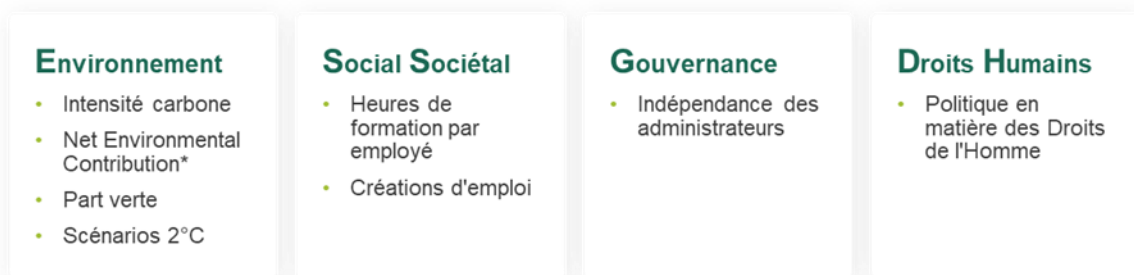 Environnement
• Intensité carbone
• Net Environmental
Contribution*
• Part verte
• Scénarios 2°C
Social Sociétal
• Heures de
formation par
employé
• Créations d'emploi
Gouvernance
• Indépendance des
administrateurs
Droits Humains
• Politique en
matière des Droits
de l'Homme